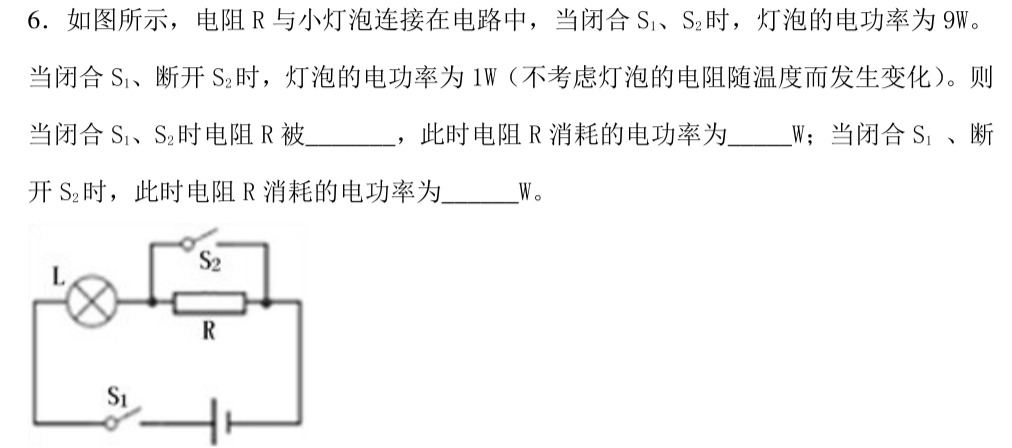 6．如图所示，电阻 R 与小灯泡连接在电路中，当闭合 S₁、S₂时，灯泡的电功率为 9W。
当闭合 S₁、断开 S₂时，灯泡的电功率为 1W（不考虑灯泡的电阻随温度而发生变化）。则
当闭合 S₁、S₂时电阻 R 被_______，此时电阻 R 消耗的电功率为_____W；当闭合 S₁ 、断
开 S₂时，此时电阻 R 消耗的电功率为______W。
S₂
L
R
S₁